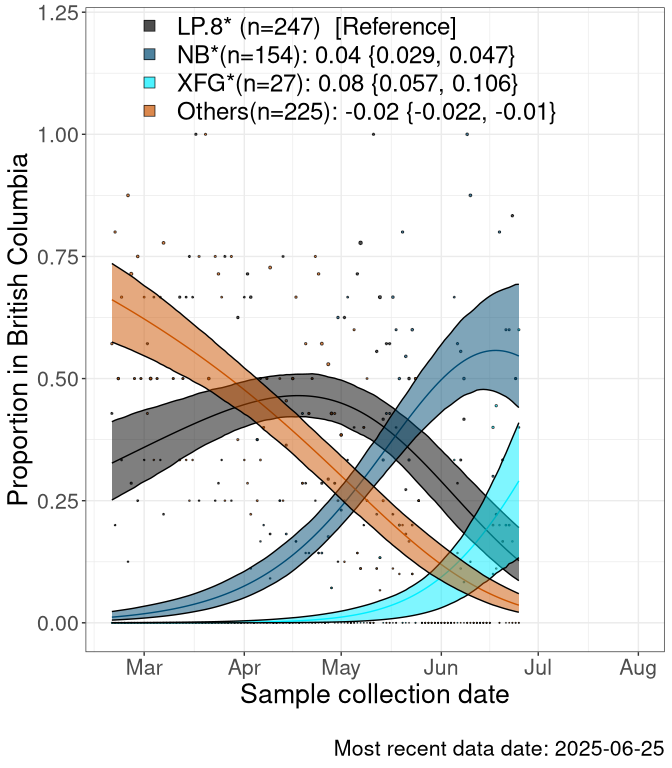 1.25
LP.8* (n=247)  [Reference]
NB*(n=154): 0.04 {0.029, 0.047}
XFG*(n=27): 0.08 {0.057, 0.106}
Others(n=225): -0.02 {-0.022, -0.01}
1.00
0.75
0.50
0.25
0.00
Proportion in British Columbia
Mar Apr May Jun Jul Aug
Sample collection date
Most recent data date: 2025-06-25